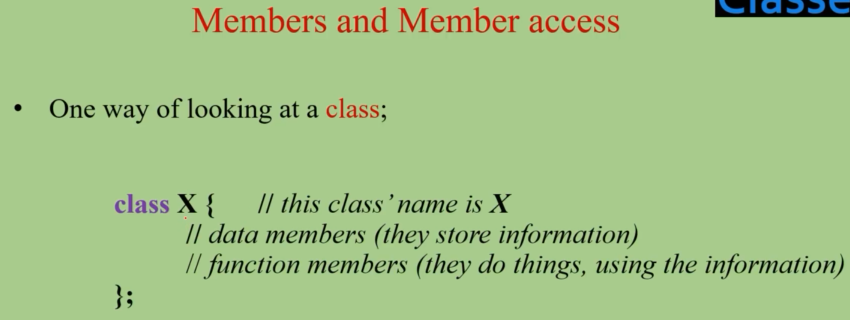 Classe
Members and Member access
• One way of looking at a class;
class X { // this class’ name is X
// data members (they store information)
// function members (they do things, using the information)
};